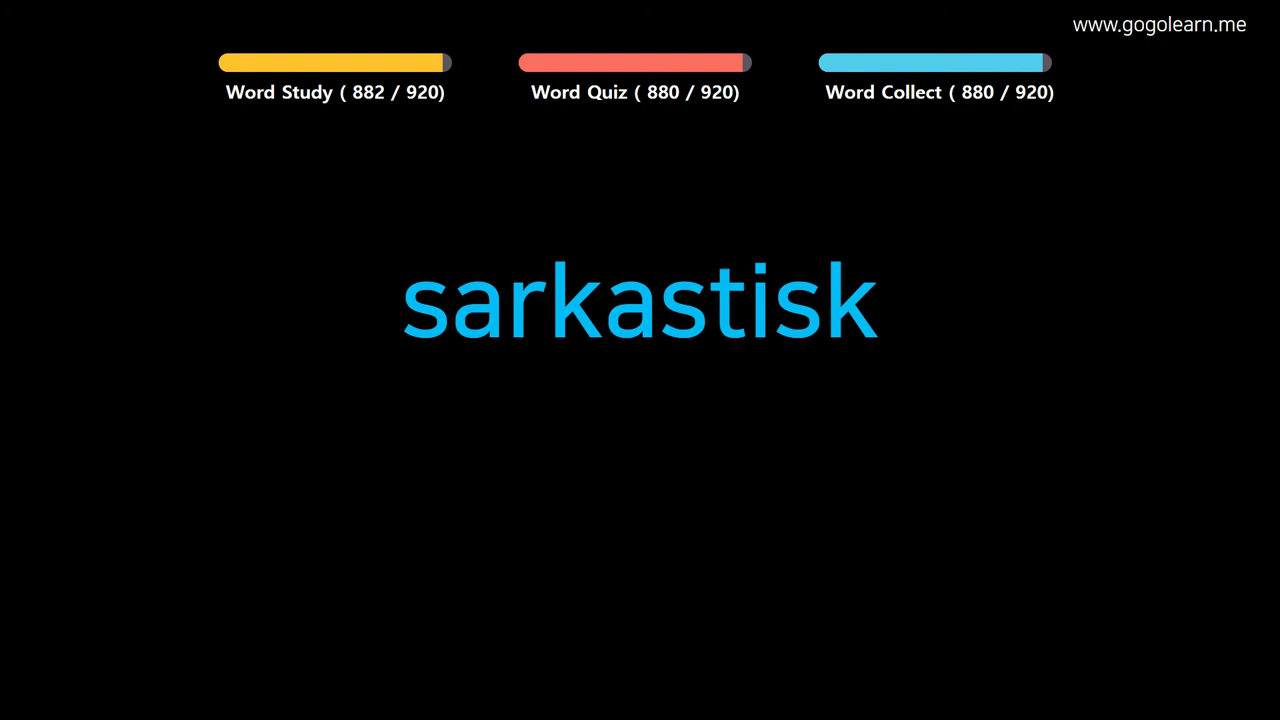 www.gogolearn.me
Word Study ( 882 / 920)
Word Quiz ( 880 / 920)
Word Collect ( 880 / 920)
sarkastisk